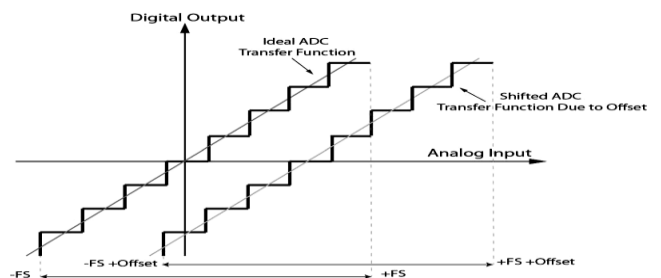 Digital Output
Ideal ADC
Transfer Function
Shifted ADC
Transfer Function Due to Offset
Analog Input
-FS +Offset
+FS +Offset
-FS
+FS